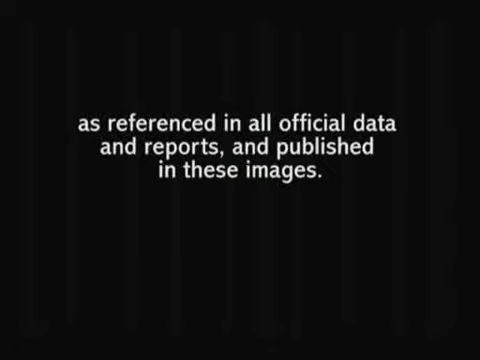 as referenced in all official data
and reports, and published
in these images.